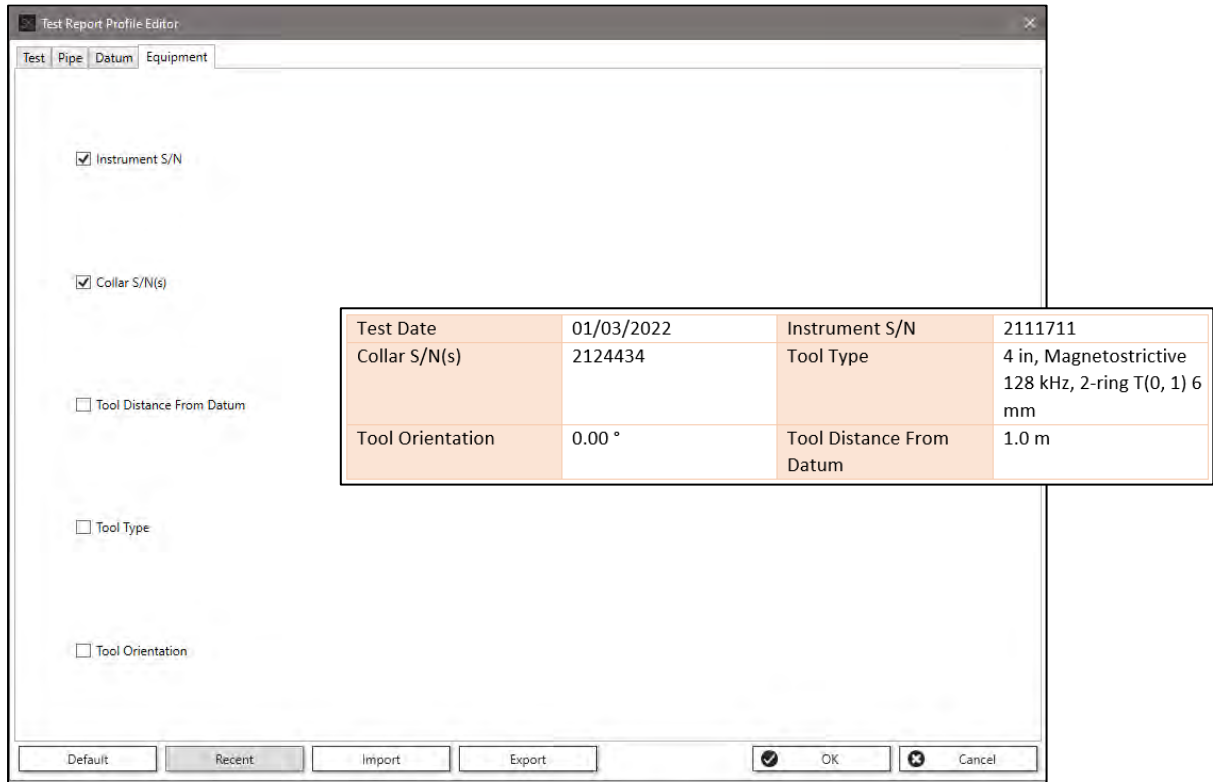 Test Report Profile Editor
Test Pipe Datum Equipment
Instrument S/N
Collar S/N(s)
Tool Distance From Datum
Tool Type
Tool Orientation
Test Date 01/03/2022 Instrument S/N 2111711
Collar S/N(s) 2124434 Tool Type 4 in, Magnetostrictive
128 kHz, 2-ring T(0, 1) 6
mm
Tool Orientation 0.00 ° Tool Distance From 1.0 m
Datum
Default Recent Import Export OK Cancel